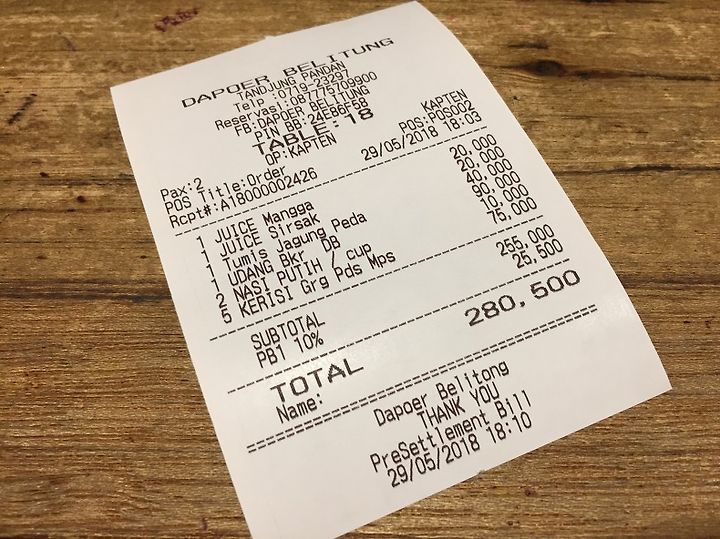 DAPOER BELITUNG
TANDJUNG PANDAN
Telp :0719-23297
Reservasi:087775709900
FB:DAPOER BELITUNG
PIN BB:24EB6F5B
TABLE: 18
OP:KAPTEN
KAPTEN
Pax:2 POS:POS002
POS Title:Order 29/05/2018 18:03
Rcpt#:A18000002426
1 JUICE Mangga 20,000
1 JUICE Sirsak 20,000
1 Tumis Jagung Peda 40,000
1 UDANG Bkr DB 90,000
2 NASI PUTIH / cup 10,000
5 KERISI Grg Pds Mps 75,000
SUBTOTAL 255,000
PB1 10% 25,500
TOTAL 280,500
Name:
Dapoer Belitong
THANK YOU
PreSettlement Bill
29/05/2018 18:10